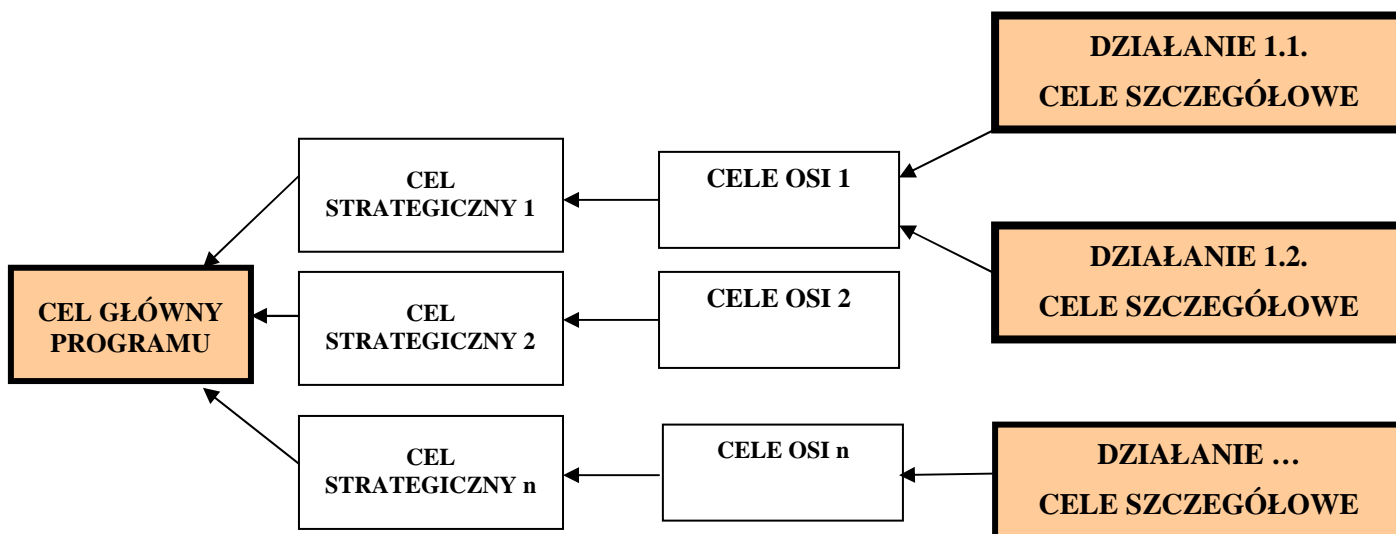 DZIAŁANIE 1.1.
CELE SZCZEGÓŁOWE
CEL
STRATEGICZNY 1
CELE OSI 1
DZIAŁANIE 1.2.
CELE SZCZEGÓŁOWE
CEL GŁÓWNY
PROGRAMU
CEL
STRATEGICZNY 2
CELE OSI 2
CEL
STRATEGICZNY n
CELE OSI n
DZIAŁANIE …
CELE SZCZEGÓŁOWE